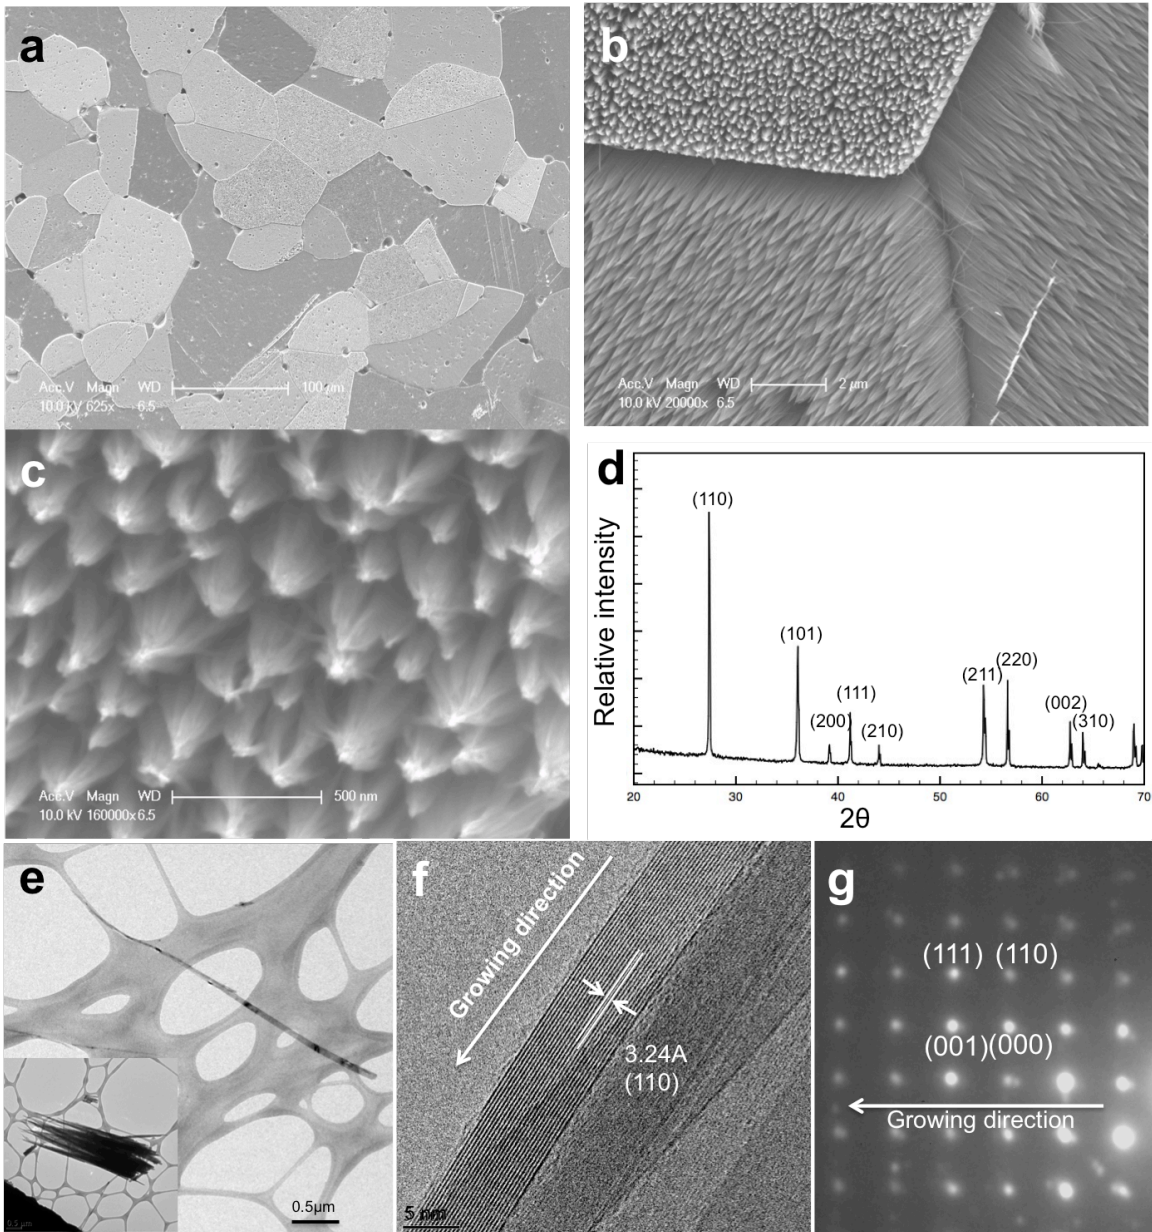 a
Acc.V Magn WD 100 µm
10.0 kV 625x 6.5
b
Acc.V Magn WD 2 µm
10.0 kV 20000x 6.5
c
Acc.V Magn WD 500 nm
10.0 kV 160000x 6.5
d
Relative intensity
(110)
(101)
(200)
(111)
(210)
(211)
(220)
(002)
(310)
20 30 40 50 60 70
2θ
e
0.5 µm
0.5µm
f
Growing direction
3.24A
(110)
5 nm
g
(111) (110)
(001)(000)
Growing direction